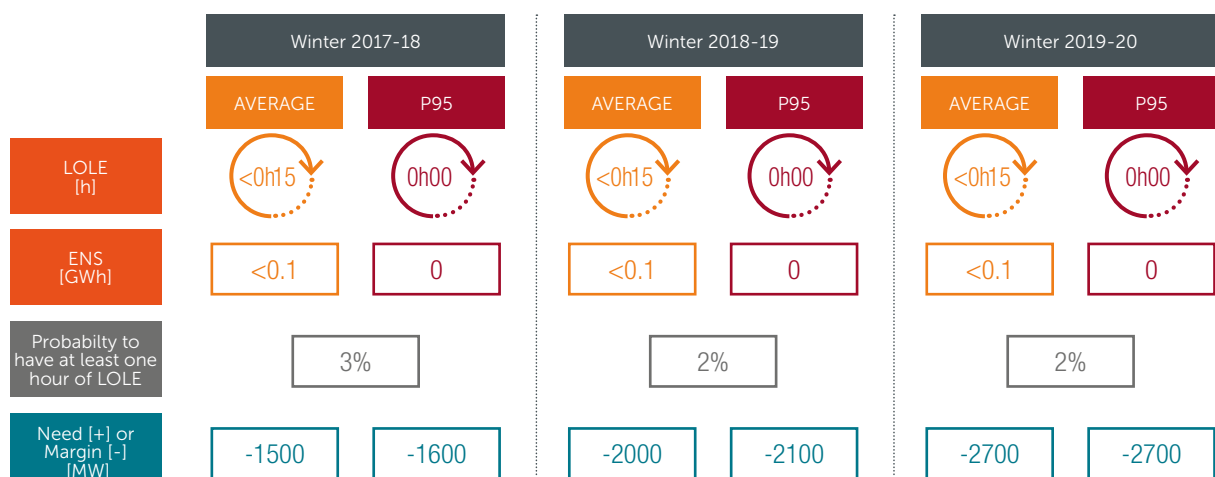 Winter 2017-18 Winter 2018-19 Winter 2019-20
AVERAGE P95 AVERAGE P95 AVERAGE P95
LOLE
[h]
<0h15 0h00 <0h15 0h00 <0h15 0h00
ENS
[GWh]
<0.1 0 <0.1 0 <0.1 0
Probabilty to
have at least one
hour of LOLE
3% 2% 2%
Need [+] or
Margin [-]
[MW]
-1500 -1600 -2000 -2100 -2700 -2700